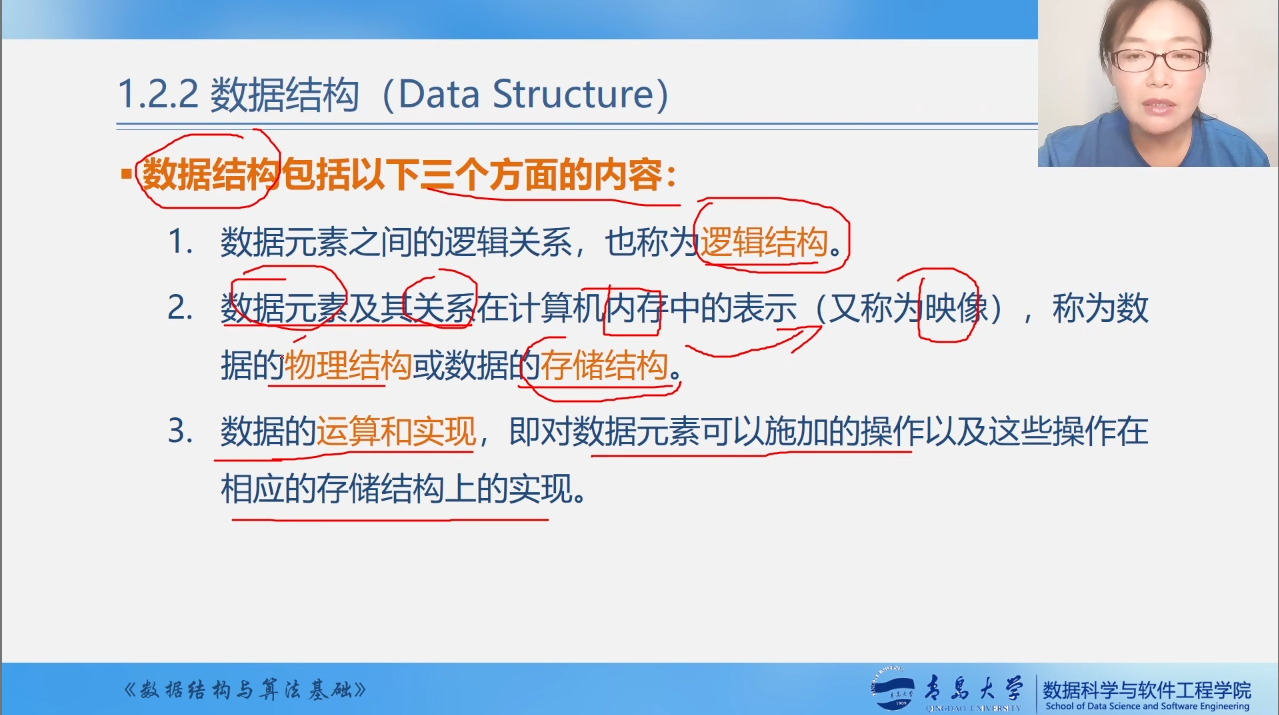 1.2.2 数据结构（Data Structure）
▪数据结构包括以下三个方面的内容：
1. 数据元素之间的逻辑关系，也称为逻辑结构。
2. 数据元素及其关系在计算机内存中的表示（又称为映像），称为数
据的物理结构或数据的存储结构。
3. 数据的运算和实现，即对数据元素可以施加的操作以及这些操作在
相应的存储结构上的实现。
《数据结构与算法基础》
青岛大学
QINGDAO UNIVERSITY
数据科学与软件工程学院
School of Data Science and Software Engineering